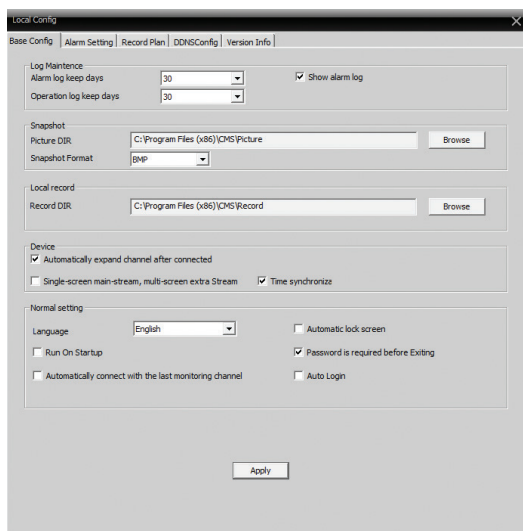 Local Config
Base Config Alarm Setting Record Plan DDNSConfig Version Info
Log Maintence
Alarm log keep days 30 Show alarm log
Operation log keep days 30
Snapshot
Picture DIR C:\Program Files (x86)\CMS\Picture Browse
Snapshot Format BMP
Local record
Record DIR C:\Program Files (x86)\CMS\Record Browse
Device
Automatically expand channel after connected
Single-screen main-stream, multi-screen extra Stream Time synchroniza
Normal setting
Language English Automatic lock screen
Run On Startup Password is required before Exiting
Automatically connect with the last monitoring channel Auto Login
Apply